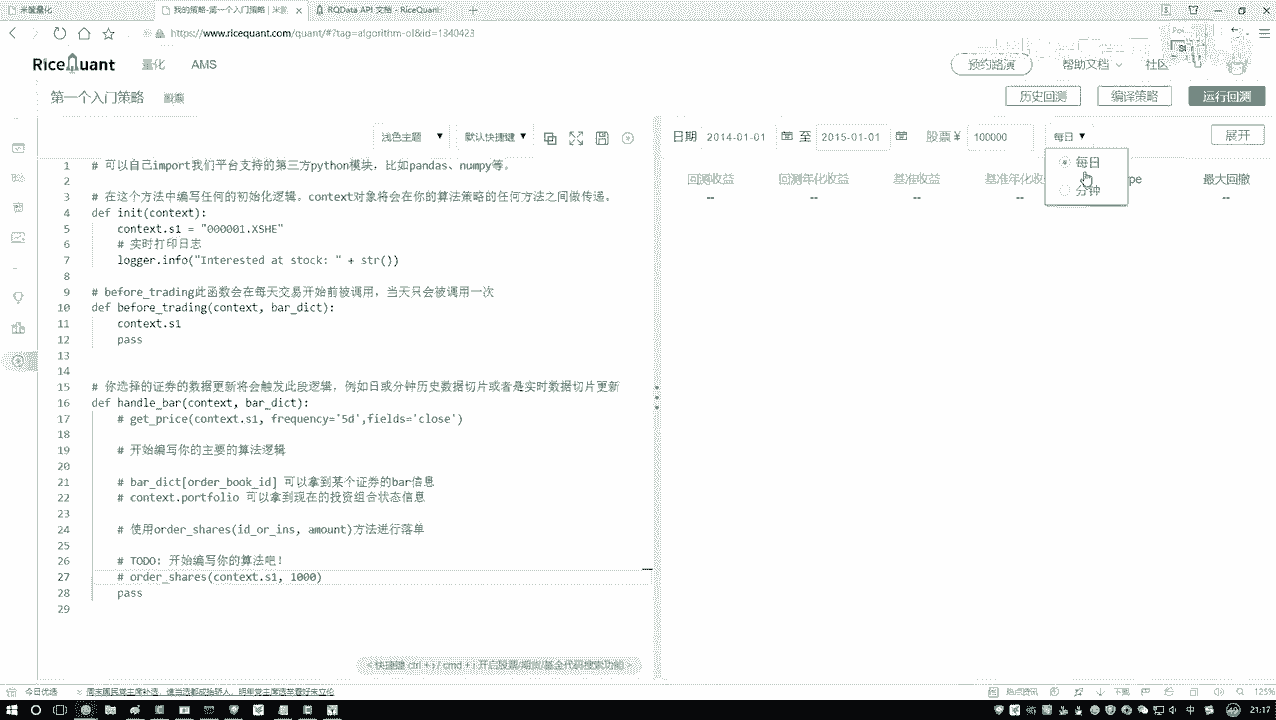 米筐量化
我的策略-第一个入门策略 | 米筐
RQData API 文档 - RiceQuant
https://www.ricequant.com/quant/#?tag=algorithm-ol&id=1340423
RiceQuant 量化 AMS
预约路演 帮助文档 社区
第一个入门策略
历史回测 编译策略 运行回测
浅色主题 默认快捷键
日期 2014-01-01 至 2015-01-01 股票¥ 100000 每日 展开
每日
分钟
回测收益 回测年化收益 基准收益 基准年化收 pe 最大回撤
-- -- -- -- --
1 # 可以自己import我们平台支持的第三方python模块,比如pandas、numpy等。
2
3 # 在这个方法中编写任何的初始化逻辑。context对象将会在你的算法策略的任何方法之间做传递。
4 def init(context):
5 context.s1 = "000001.XSHE"
6 # 实时打印日志
7 logger.info("Interested at stock: " + str())
8
9 # before_trading此函数会在每天交易开始前被调用,当天只会被调用一次
10 def before_trading(context, bar_dict):
11 context.s1
12 pass
13
14
15 # 你选择的证券的数据更新将会触发此段逻辑,例如日或分钟历史数据切片或者是实时数据切片更新
16 def handle_bar(context, bar_dict):
17 # get_price(context.s1, frequency='5d',fields='close')
18
19 # 开始编写你的主要的算法逻辑
20
21 # bar_dict[order_book_id] 可以拿到某个证券的bar信息
22 # context.portfolio 可以拿到现在的投资组合状态信息
23
24 # 使用order_shares(id_or_ins, amount)方法进行落单
25
26 # TODO: 开始编写你的算法吧!
27 # order_shares(context.s1, 1000)
28 pass
29
快捷键 ctrl + i / cmd + i 开启股票/期货/基金代码搜索功能
今日优选
热点资讯 下载 125%
中 21:17